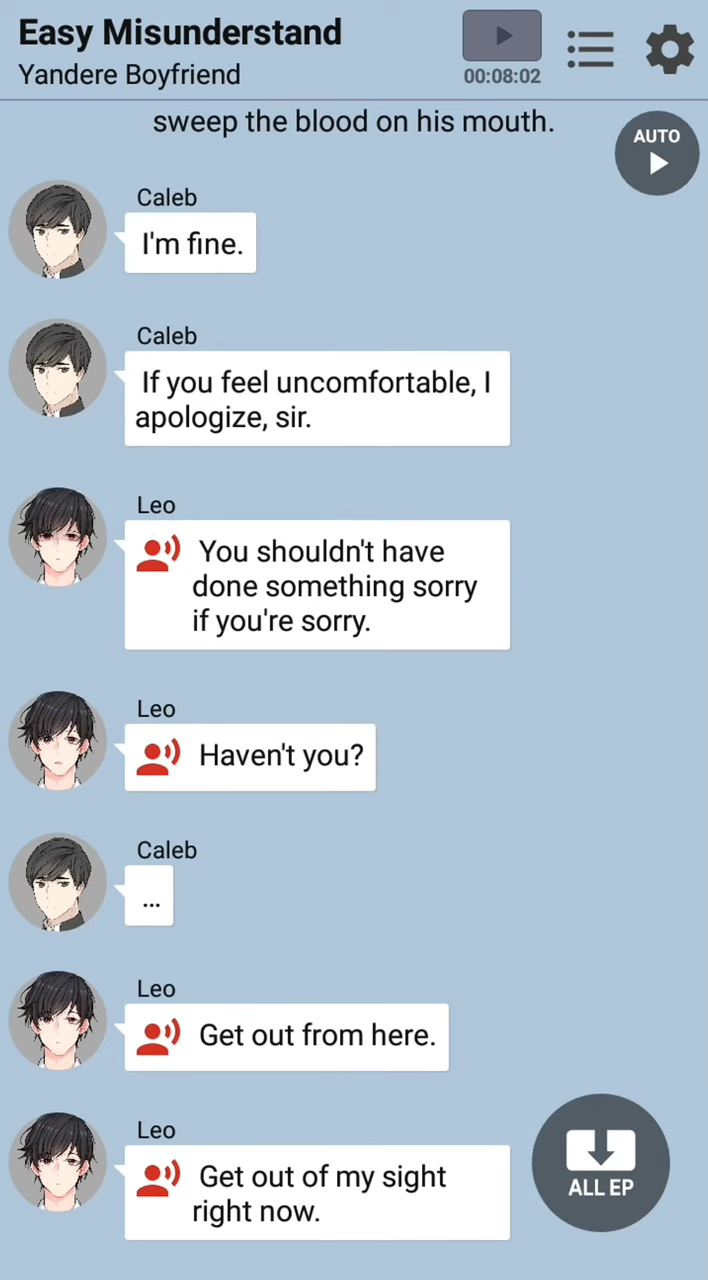 Easy Misunderstand
Yandere Boyfriend
00:08:02
sweep the blood on his mouth.
AUTO
Caleb
I'm fine.
Caleb
If you feel uncomfortable, I
apologize, sir.
Leo
You shouldn't have
done something sorry
if you're sorry.
Leo
Haven't you?
Caleb
...
Leo
Get out from here.
Leo
Get out of my sight
right now.
ALL EP